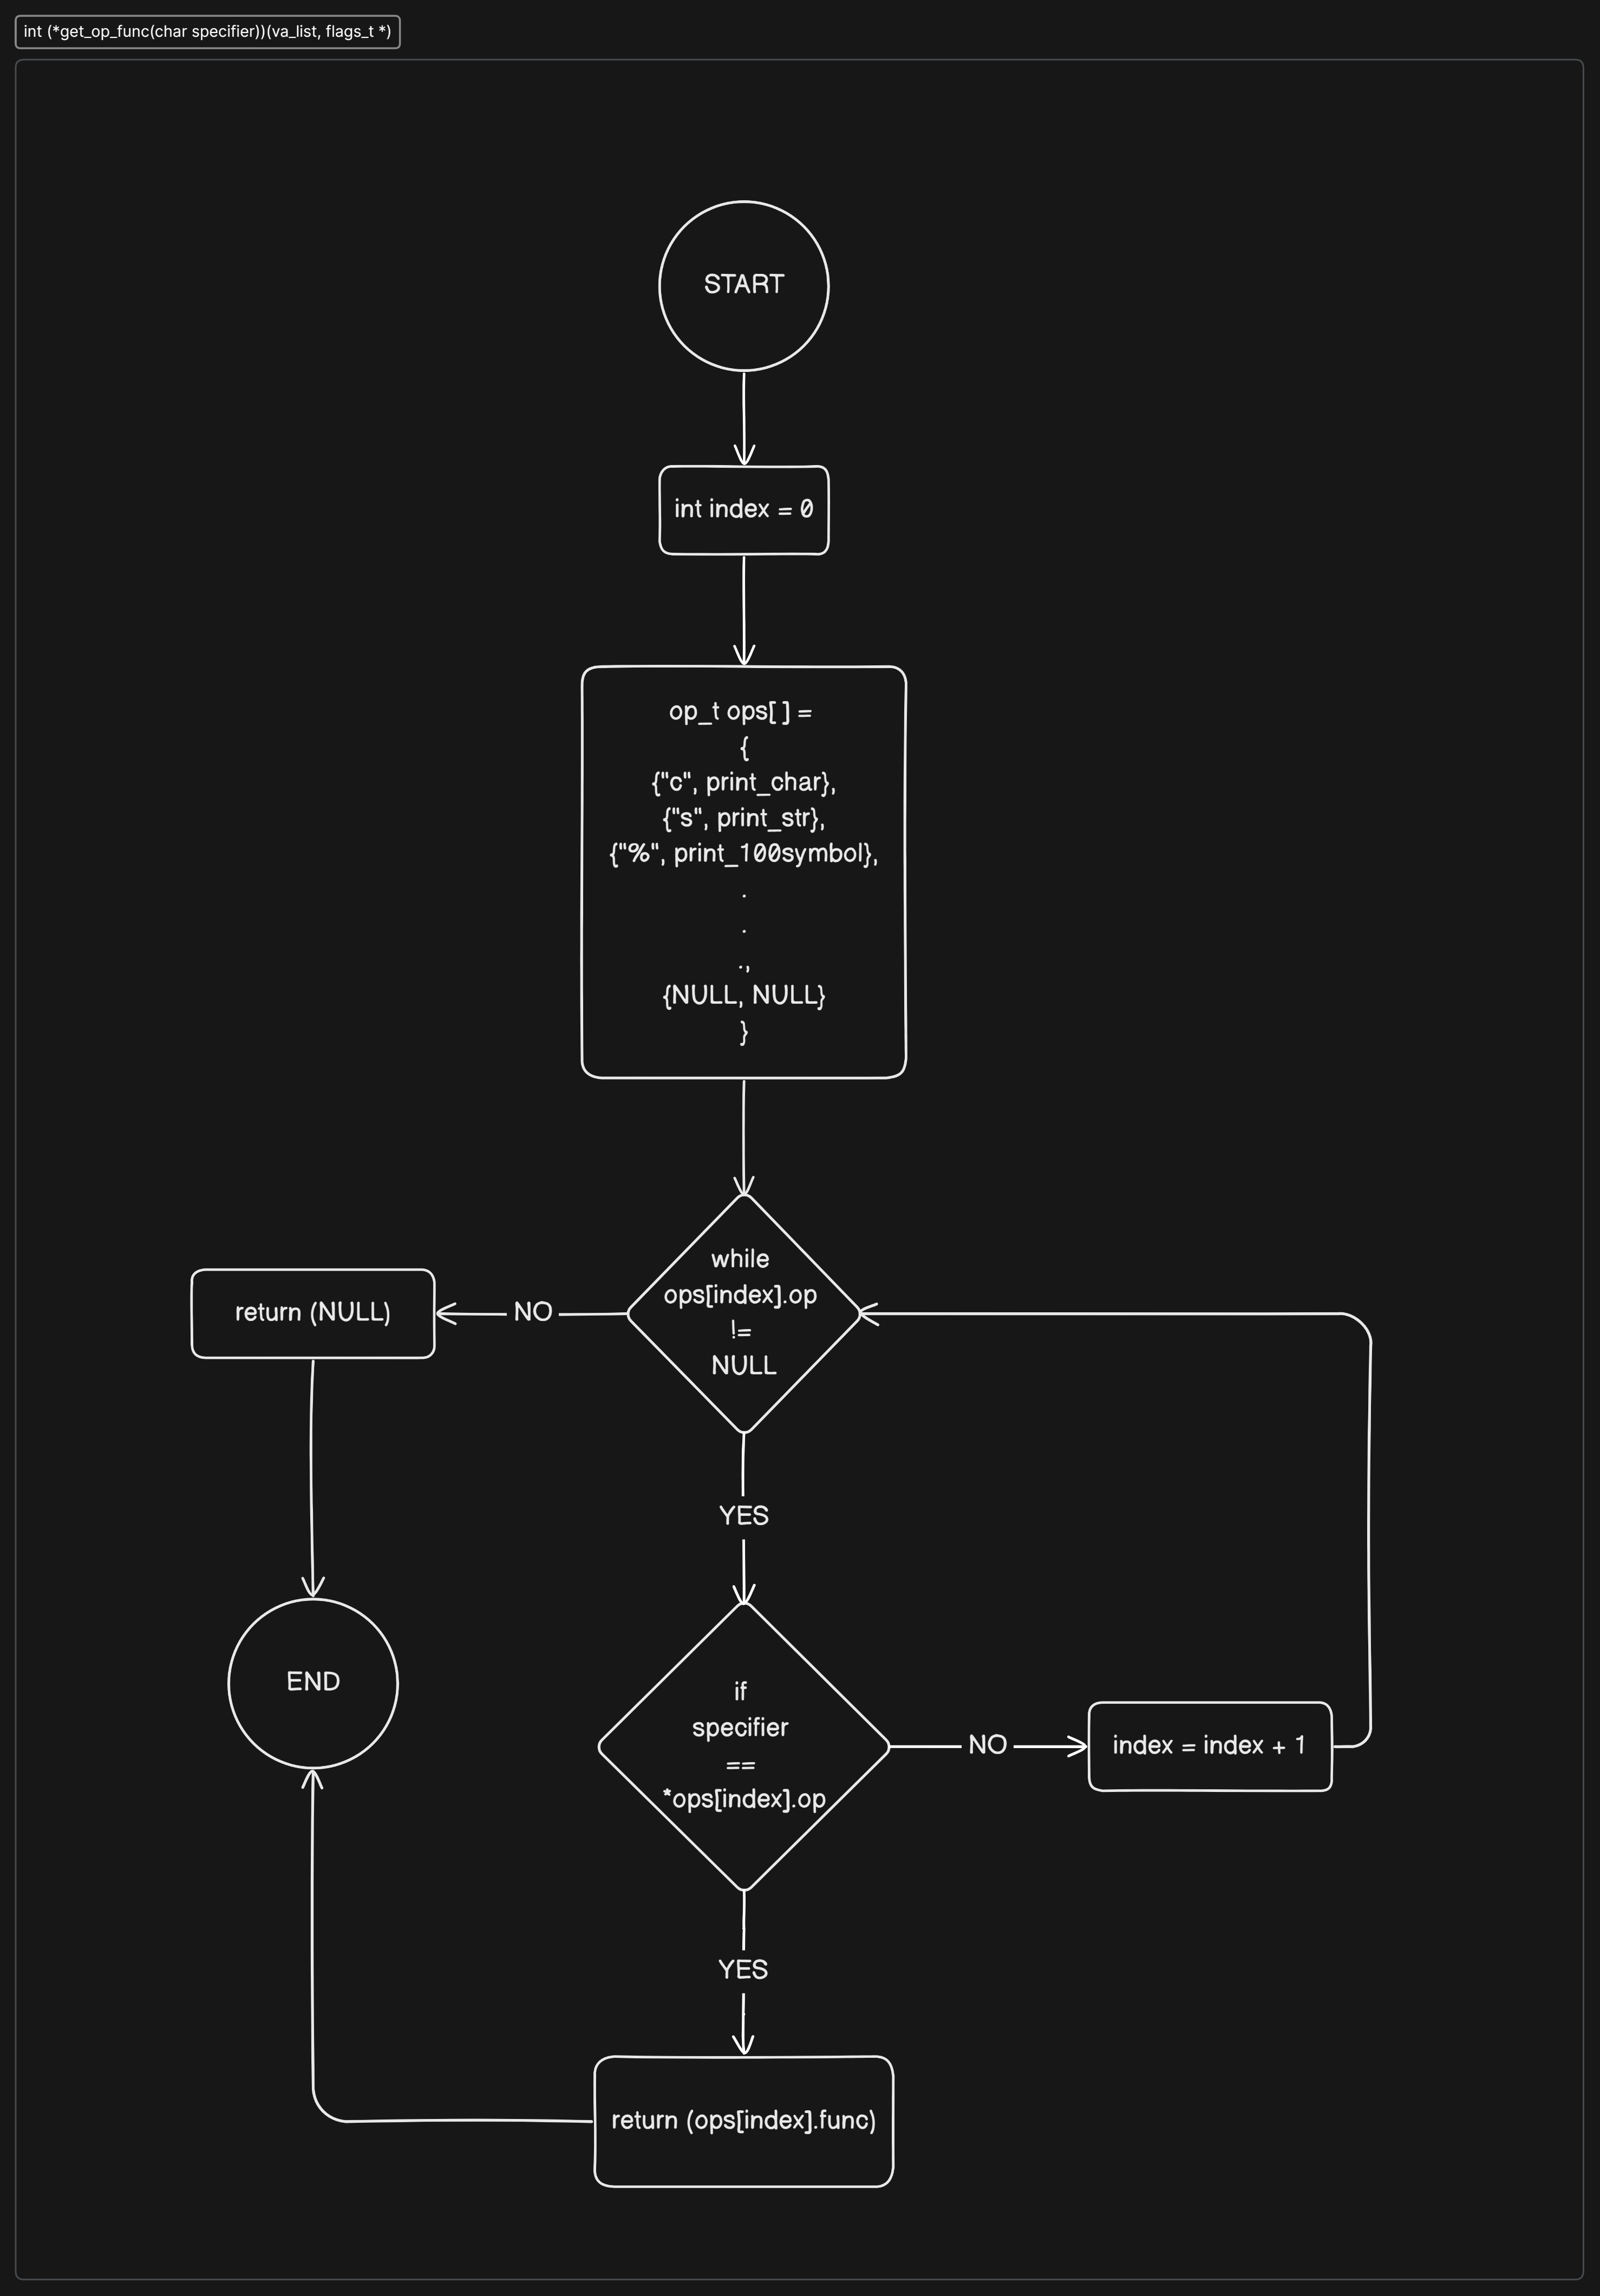 int (*get_op_func(char specifier))(va_list, flags_t *)
START
int index = 0
op_t ops[ ] =
{
{"c", print_char},
{"s", print_str},
{"%", print_100symbol},
.
.
.,
{NULL, NULL}
}
while
ops[index].op
!=
NULL
NO
return (NULL)
YES
END
if
specifier
==
*ops[index].op
NO
index = index + 1
YES
return (ops[index].func)